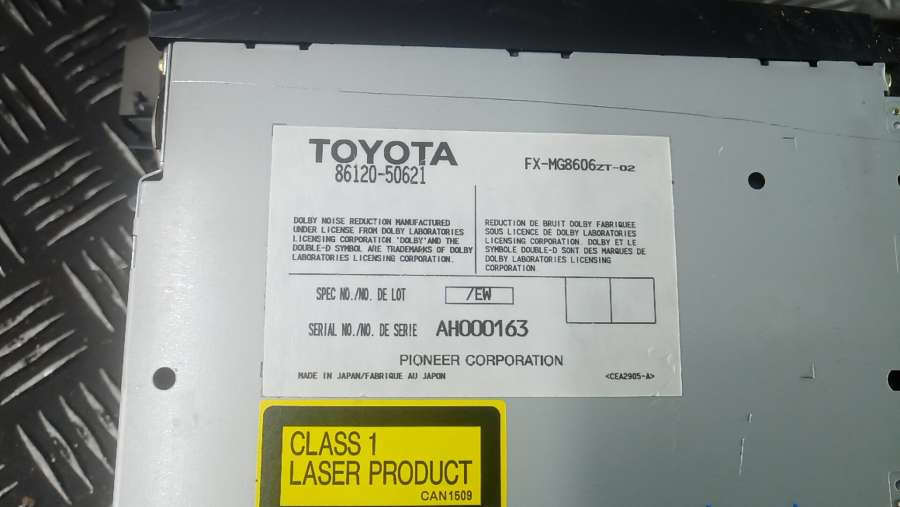 TOYOTA
86120-50621
FX-MG8606ZT-02
DOLBY NOISE REDUCTION MANUFACTURED
UNDER LICENSE FROM DOLBY LABORATORIES
LICENSING CORPORATION "DOLBY" AND THE
DOUBLE-D SYMBOL ARE TRADEMARKS OF DOLBY
LABORATORIES LICENSING CORPORATION.
REDUCTION DE BRUIT DOLBY FABRIQUEE
SOUS LICENCE DE DOLBY LABORATORIES
LICENSING CORPORATION. DOLBY ET LE
SYMBOLE DOUBLE-D SONT DES MARQUES DE
DOLBY LABORATORIES LICENSING
CORPORATION
SPEC NO./NO. DE LOT /EW
SERIAL NO./NO. DE SERIE AH000163
PIONEER CORPORATION
MADE IN JAPAN/FABRIQUE AU JAPON
<CEA2905-A>
CLASS 1
LASER PRODUCT
CAN1509